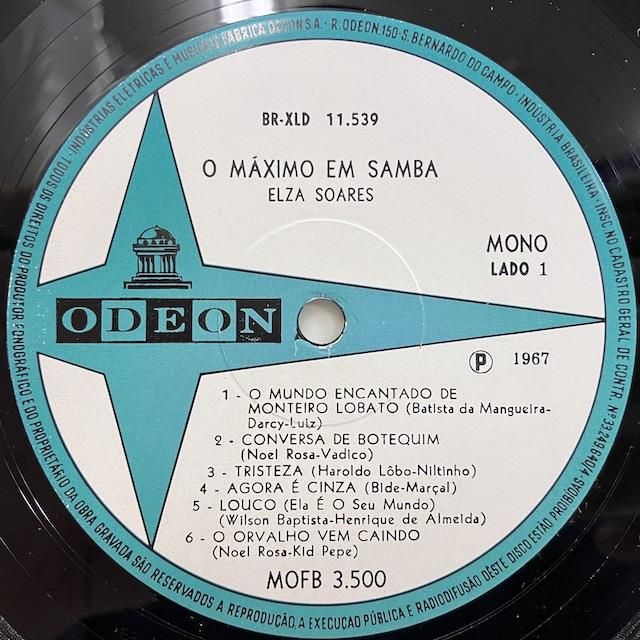 BR-XLD 11.539
O MÁXIMO EM SAMBA
ELZA SOARES
MONO
LADO 1
ODEON
P 1967
1 - O MUNDO ENCANTADO DE
MONTEIRO LOBATO (Batista da Mangueira-
Darcy-Luiz)
2 - CONVERSA DE BOTEQUIM
(Noel Rosa-Vadico)
3 - TRISTEZA (Haroldo Lôbo-Niltinho)
4 - AGORA É CINZA (Bide-Marçal)
5 - LOUCO (Ela É O Seu Mundo)
(Wilson Baptista-Henrique de Almeida)
6 - O ORVALHO VEM CAINDO
(Noel Rosa-Kid Pepe)
MOFB 3.500
INDÚSTRIAS ELÉTRICAS E MUSICAIS FÁBRICA ODEON S.A. · R. ODEON, 150 - S. BERNARDO DO CAMPO · INDÚSTRIA BRASILEIRA · INSC. NO CADASTRO GERAL DE CONTR. Nº 33.249.640/4
TODOS OS DIREITOS DO PRODUTOR FONOGRÁFICO E DO PROPRIETÁRIO DA OBRA GRAVADA SÃO RESERVADOS A REPRODUÇÃO, A EXECUÇÃO PÚBLICA E RADIODIFUSÃO DÊSTE DISCO ESTÃO PROIBIDAS